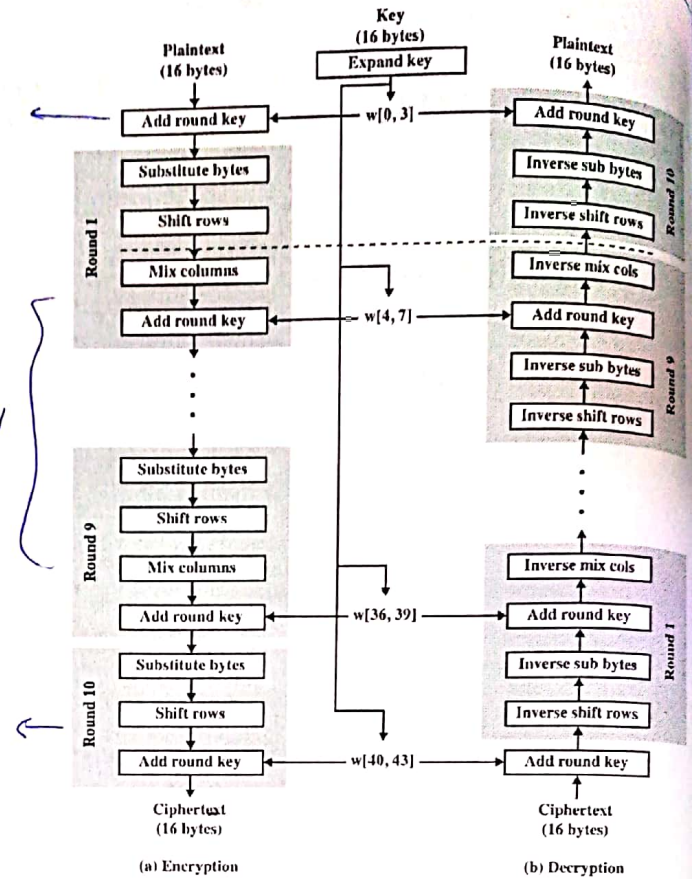 Key
(16 bytes)
Expand key
Plaintext
(16 bytes)
Add round key
Round 1
Substitute bytes
Shift rows
Mix columns
Add round key
Round 9
Substitute bytes
Shift rows
Mix columns
Add round key
Round 10
Substitute bytes
Shift rows
Add round key
Ciphertext
(16 bytes)
(a) Encryption
w[0, 3]
w[4, 7]
w[36, 39]
w[40, 43]
Plaintext
(16 bytes)
Add round key
Inverse sub bytes
Inverse shift rows
Round 10
Inverse mix cols
Add round key
Inverse sub bytes
Inverse shift rows
Round 9
Inverse mix cols
Add round key
Inverse sub bytes
Inverse shift rows
Round 1
Add round key
Ciphertext
(16 bytes)
(b) Decryption